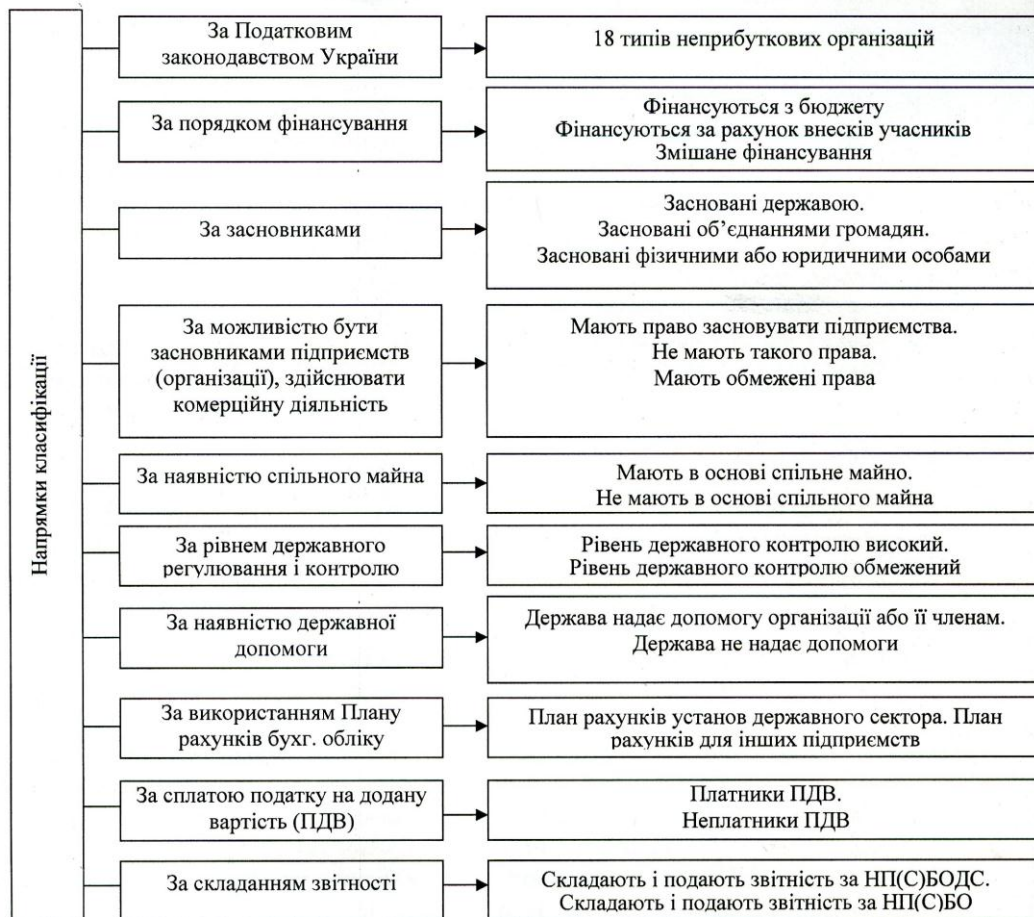 Напрямки класифікації
За Податковим
законодавством України
18 типів неприбуткових організацій
За порядком фінансування
Фінансуються з бюджету
Фінансуються за рахунок внесків учасників
Змішане фінансування
За засновниками
Засновані державою.
Засновані об’єднаннями громадян.
Засновані фізичними або юридичними особами
За можливістю бути
засновниками підприємств
(організації), здійснювати
комерційну діяльність
Мають право засновувати підприємства.
Не мають такого права.
Мають обмежені права
За наявністю спільного майна
Мають в основі спільне майно.
Не мають в основі спільного майна
За рівнем державного
регулювання і контролю
Рівень державного контролю високий.
Рівень державного контролю обмежений
За наявністю державної
допомоги
Держава надає допомогу організації або її членам.
Держава не надає допомоги
За використанням Плану
рахунків бухг. обліку
План рахунків установ державного сектора. План
рахунків для інших підприємств
За сплатою податку на додану
вартість (ПДВ)
Платники ПДВ.
Неплатники ПДВ
За складанням звітності
Складають і подають звітність за НП(С)БОДС.
Складають і подають звітність за НП(С)БО